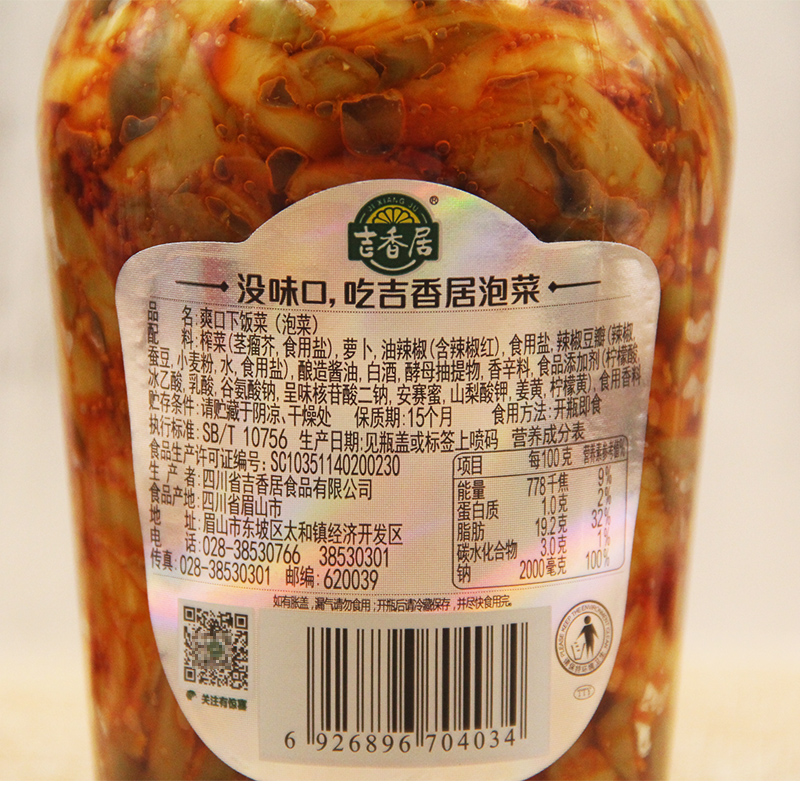 JI XIANG JU
吉香居®
没味口,吃吉香居泡菜
品 名:爽口下饭菜(泡菜)
配 料:榨菜(茎瘤芥,食用盐),萝卜,油辣椒(含辣椒红),食用盐,辣椒豆瓣(辣椒,
蚕豆,小麦粉,水,食用盐),酿造酱油,白酒,酵母抽提物,香辛料,食品添加剂(柠檬酸,
冰乙酸,乳酸,谷氨酸钠,呈味核苷酸二钠,安赛蜜,山梨酸钾,姜黄,柠檬黄),食用香料
贮存条件:请贮藏于阴凉,干燥处 保质期:15个月 食用方法:开瓶即食
执行标准:SB/T 10756 生产日期:见瓶盖或标签上喷码
食品生产许可证编号:SC10351140200230
生 产 者:四川省吉香居食品有限公司
食品产地:四川省眉山市
地 址:眉山市东坡区太和镇经济开发区
电 话:028-38530766 38530301
传真:028-38530301 邮编:620039
营养成分表
项目 每100克 营养素参考值%
能量 778千焦 9%
蛋白质 1.0克 2%
脂肪 19.2克 32%
碳水化合物 3.0克 1%
钠 2000毫克 100%
如有胀盖,漏气请勿食用;开瓶后请冷藏保存,并尽快食用完。
关注有惊喜
6 926896 704034